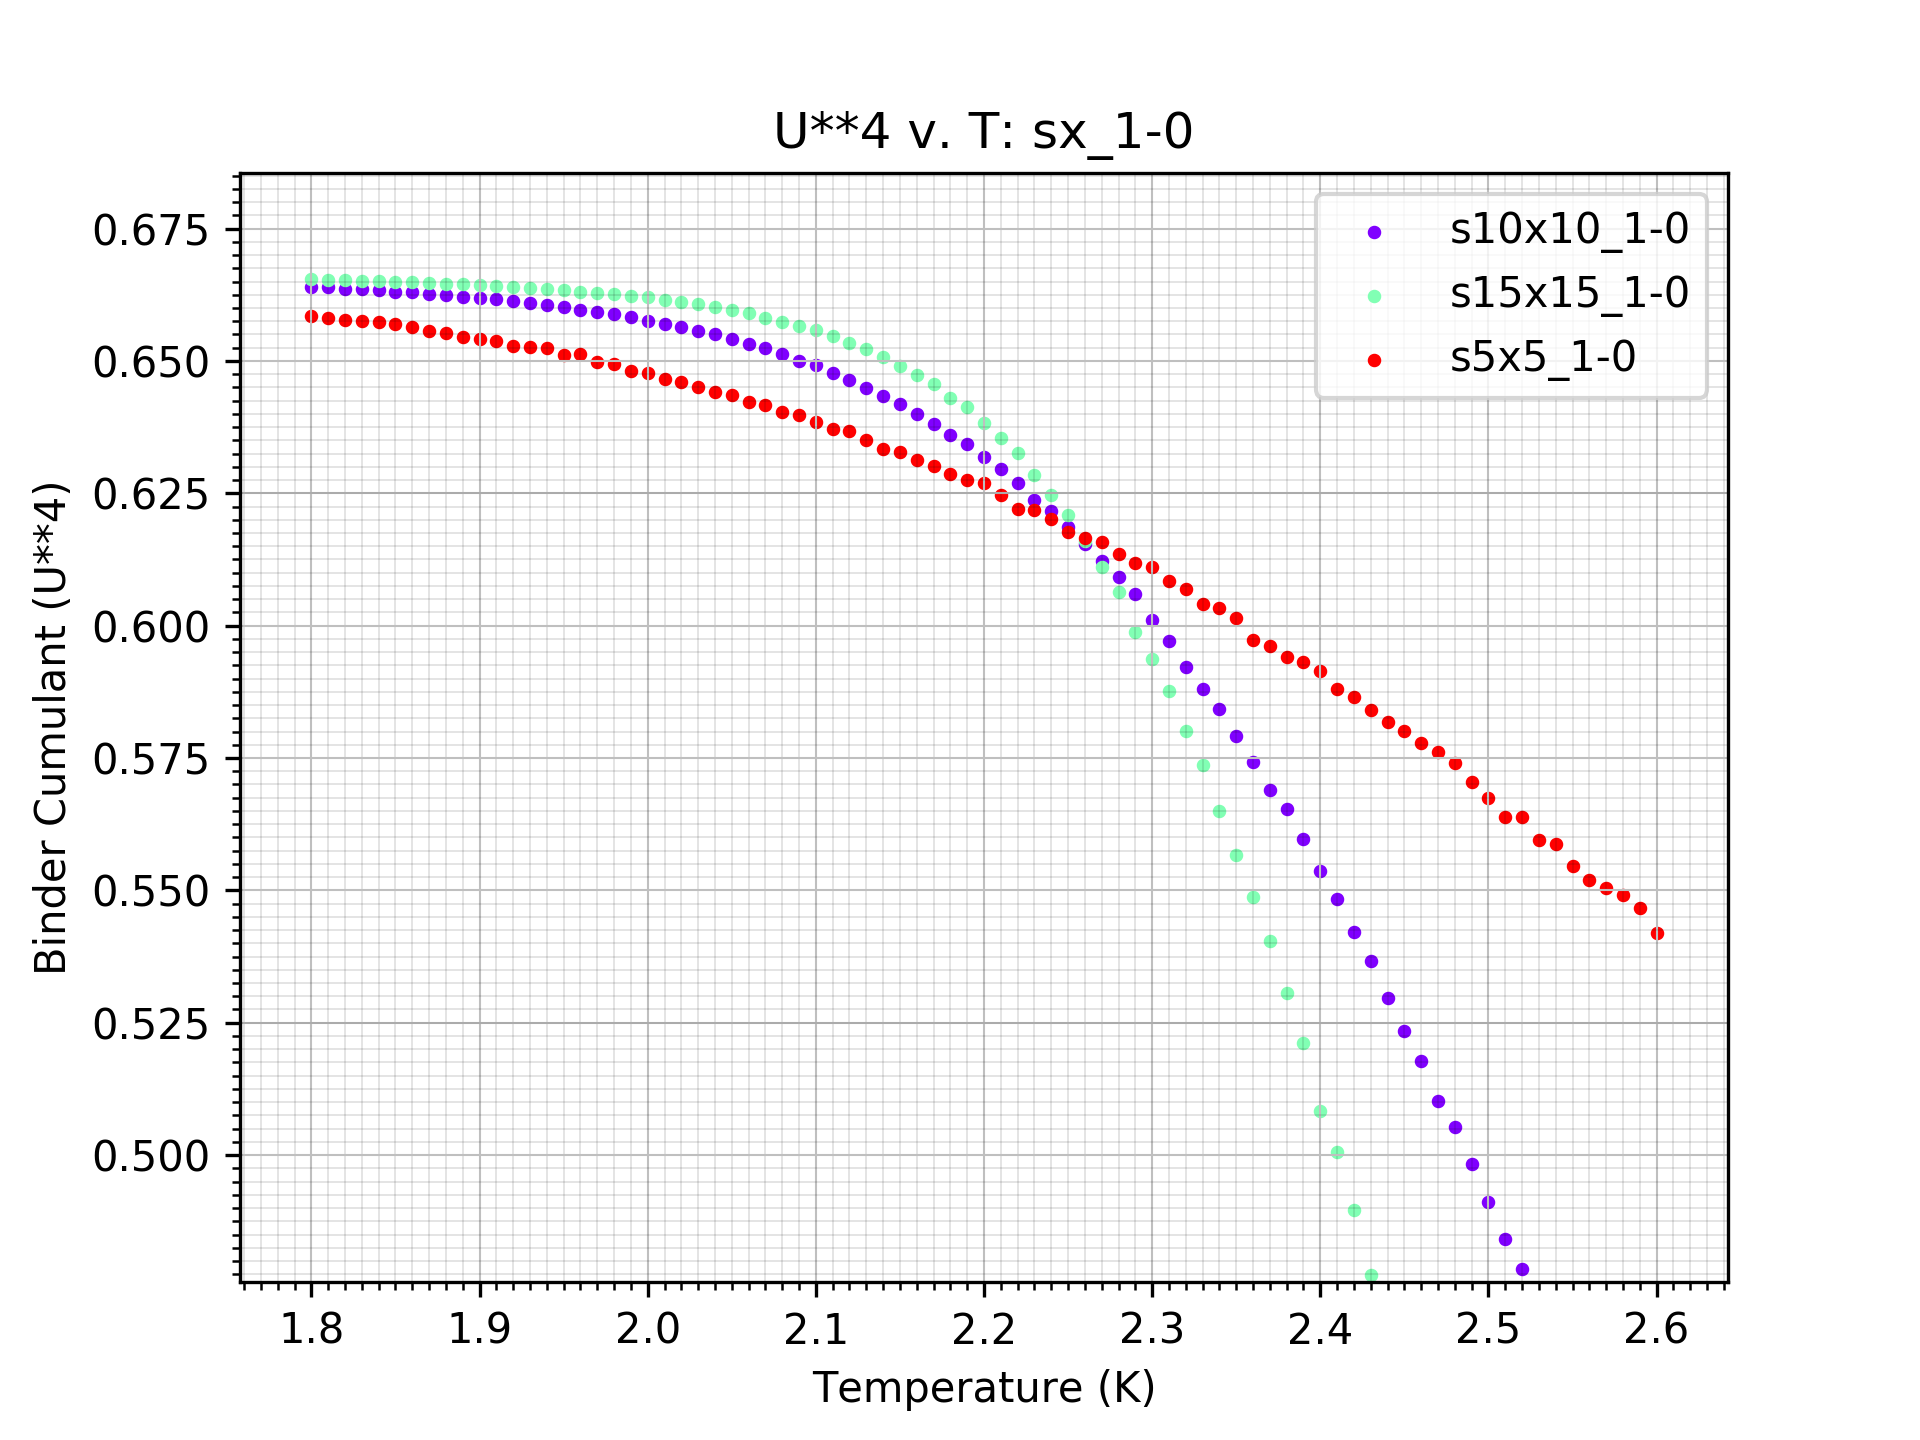 U**4 v. T: sx_1-0
s10x10_1-0
s15x15_1-0
s5x5_1-0
Binder Cumulant (U**4)
0.675
0.650
0.625
0.600
0.575
0.550
0.525
0.500
1.8 1.9 2.0 2.1 2.2 2.3 2.4 2.5 2.6
Temperature (K)